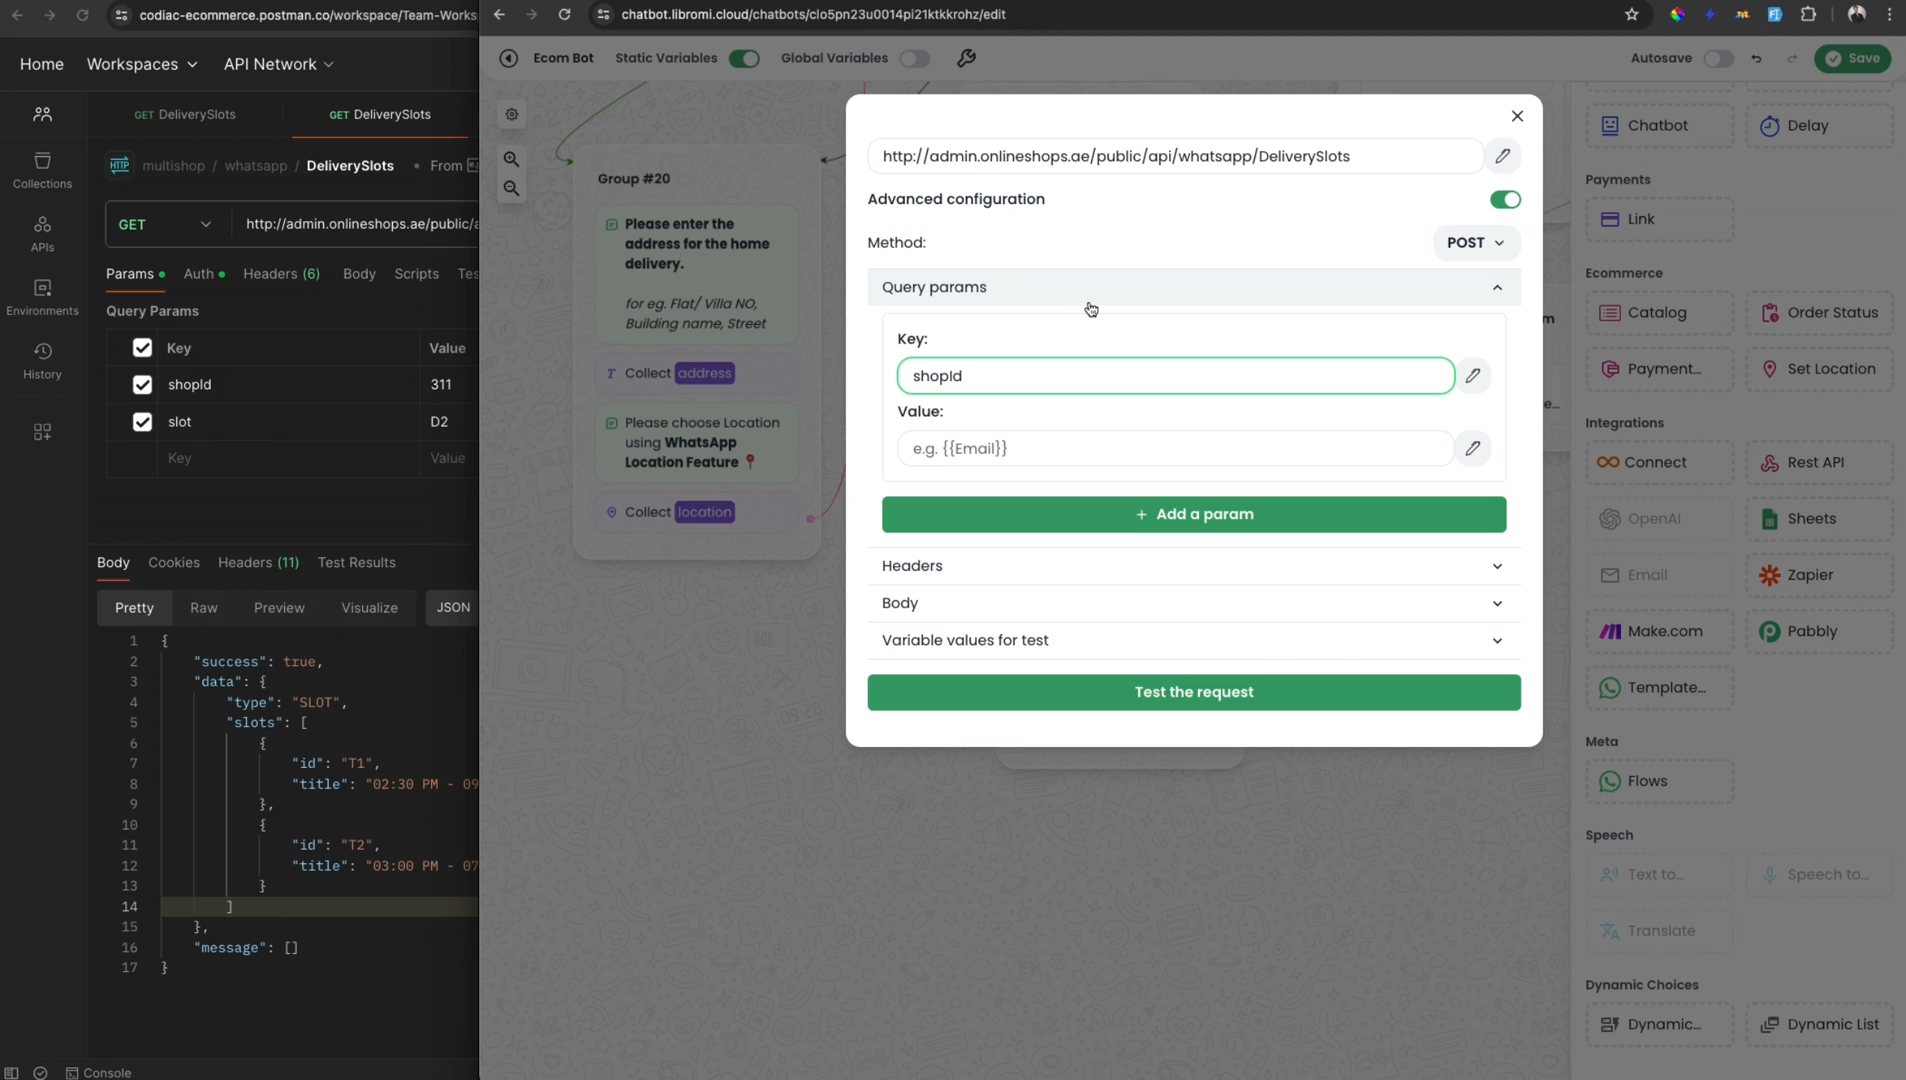 codiac-ecommerce.postman.co/workspace/Team-Works
Home
Workspaces
API Network
GET DeliverySlots
GET DeliverySlots
HTTP
multishop / whatsapp / DeliverySlots
From
Collections
APIs
Environments
History
GET
http://admin.onlineshops.ae/public/a
Params
Auth
Headers (6)
Body
Scripts
Tes
Query Params
Key
Value
shopId
311
slot
D2
Key
Value
Body
Cookies
Headers (11)
Test Results
Pretty
Raw
Preview
Visualize
JSON
1 {
2 "success": true,
3 "data": {
4 "type": "SLOT",
5 "slots": [
6 {
7 "id": "T1",
8 "title": "02:30 PM - 09
9 },
10 {
11 "id": "T2",
12 "title": "03:00 PM - 07
13 }
14 ]
15 },
16 "message": []
17 }
Console
chatbot.libromi.cloud/chatbots/clo5pn23u0014pi21ktkkrohz/edit
Ecom Bot
Static Variables
Global Variables
Autosave
Save
Group #20
Please enter the
address for the home
delivery.
for eg. Flat/ Villa NO,
Building name, Street
Collect address
Please choose Location
using WhatsApp
Location Feature 📍
Collect location
http://admin.onlineshops.ae/public/api/whatsapp/DeliverySlots
Advanced configuration
Method:
POST
Query params
Key:
shopId
Value:
e.g. {{Email}}
+ Add a param
Headers
Body
Variable values for test
Test the request
m
e...
Chatbot
Delay
Payments
Link
Ecommerce
Catalog
Order Status
Payment...
Set Location
Integrations
Connect
Rest API
OpenAI
Sheets
Email
Zapier
Make.com
Pabbly
Template...
Meta
Flows
Speech
Text to...
Speech to...
Translate
Dynamic Choices
Dynamic...
Dynamic List